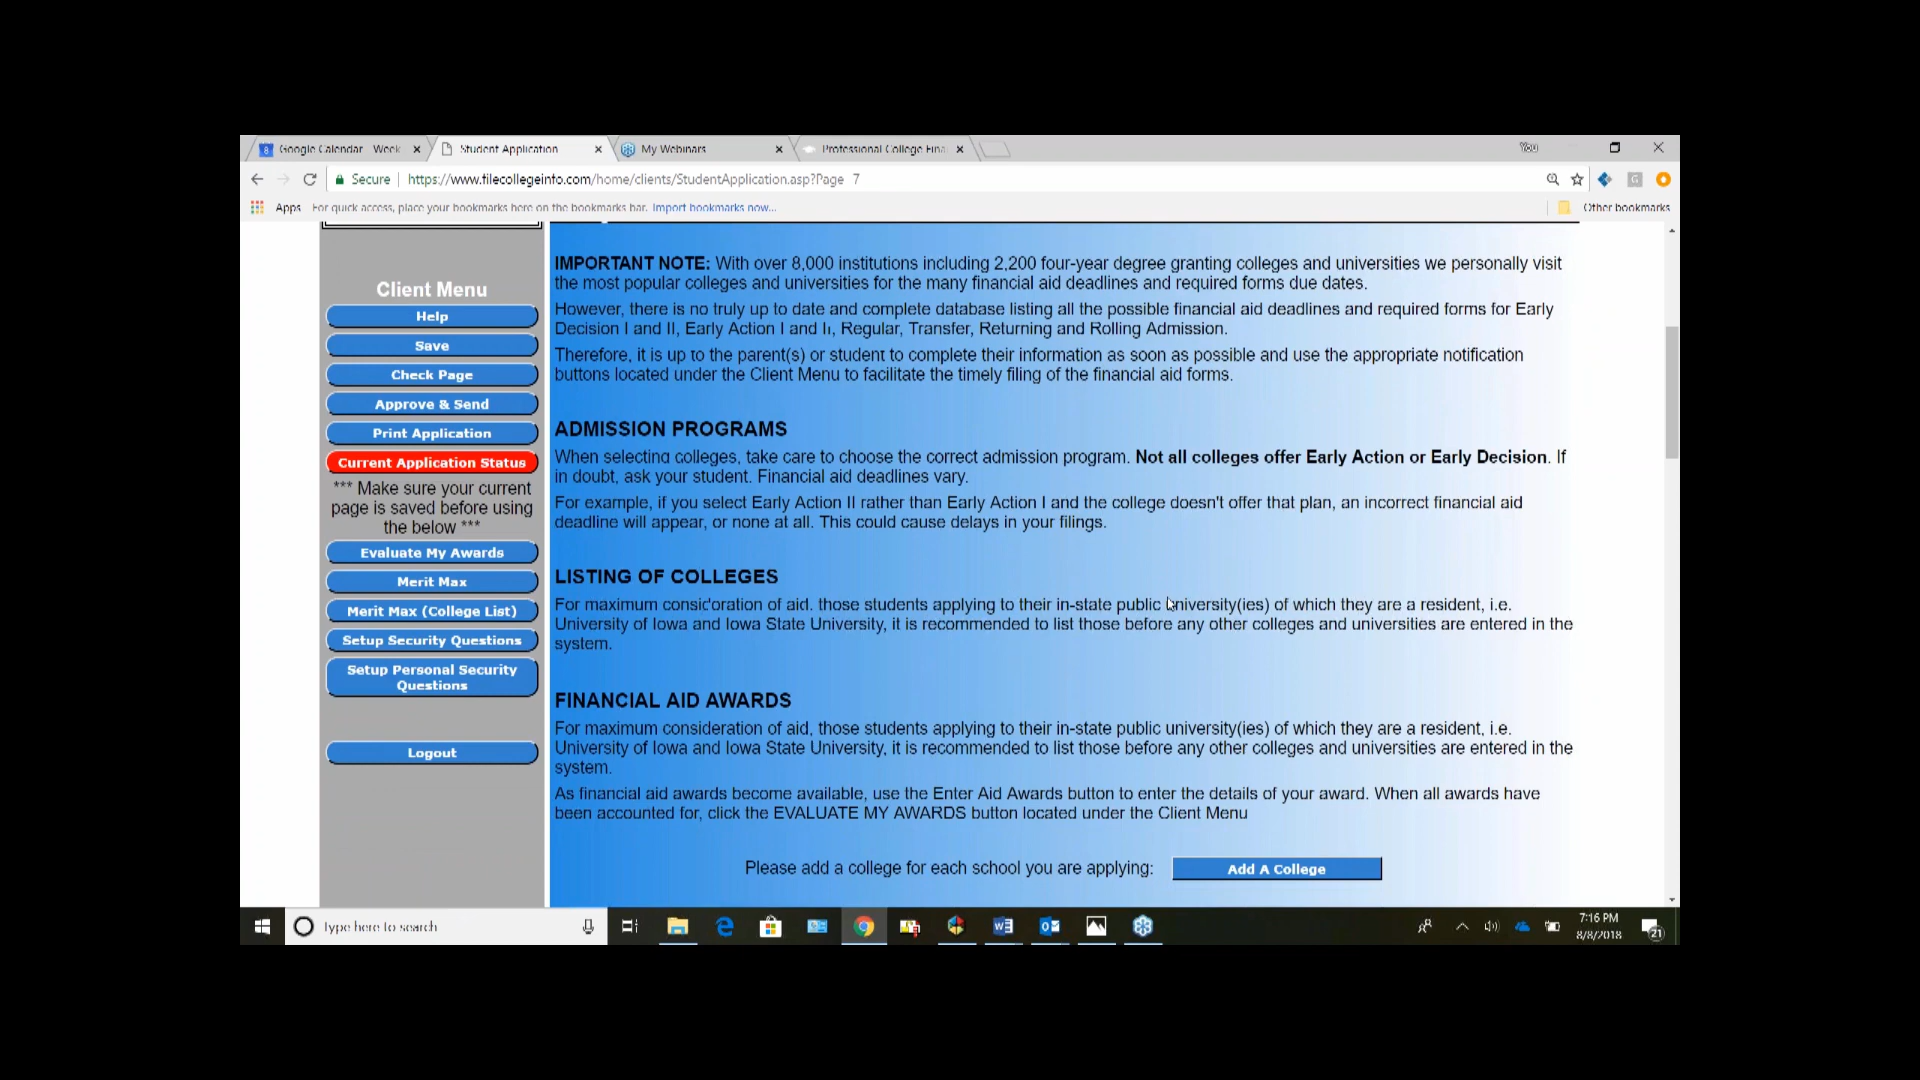 Google Calendar Week
Student Application
My Webinars
Professional College Fina
You
Secure
https://www.filecollegeinfo.com/home/clients/StudentApplication.asp?Page 7
Apps
For quick access, place your bookmarks here on the bookmarks bar. Import bookmarks now...
Other bookmarks
Client Menu
Help
Save
Check Page
Approve & Send
Print Application
Current Application Status
*** Make sure your current
page is saved before using
the below ***
Evaluate My Awards
Merit Max
Merit Max (College List)
Setup Security Questions
Setup Personal Security
Questions
Logout
IMPORTANT NOTE: With over 8,000 institutions including 2,200 four-year degree granting colleges and universities we personally visit
the most popular colleges and universities for the many financial aid deadlines and required forms due dates.
However, there is no truly up to date and complete database listing all the possible financial aid deadlines and required forms for Early
Decision I and II, Early Action I and II, Regular, Transfer, Returning and Rolling Admission.
Therefore, it is up to the parent(s) or student to complete their information as soon as possible and use the appropriate notification
buttons located under the Client Menu to facilitate the timely filing of the financial aid forms.
ADMISSION PROGRAMS
When selecting colleges, take care to choose the correct admission program. Not all colleges offer Early Action or Early Decision. If
in doubt, ask your student. Financial aid deadlines vary.
For example, if you select Early Action II rather than Early Action I and the college doesn't offer that plan, an incorrect financial aid
deadline will appear, or none at all. This could cause delays in your filings.
LISTING OF COLLEGES
For maximum consideration of aid, those students applying to their in-state public university(ies) of which they are a resident, i.e.
University of Iowa and Iowa State University, it is recommended to list those before any other colleges and universities are entered in the
system.
FINANCIAL AID AWARDS
For maximum consideration of aid, those students applying to their in-state public university(ies) of which they are a resident, i.e.
University of Iowa and Iowa State University, it is recommended to list those before any other colleges and universities are entered in the
system.
As financial aid awards become available, use the Enter Aid Awards button to enter the details of your award. When all awards have
been accounted for, click the EVALUATE MY AWARDS button located under the Client Menu
Please add a college for each school you are applying:
Add A College
Type here to search
7:16 PM
8/8/2018
21